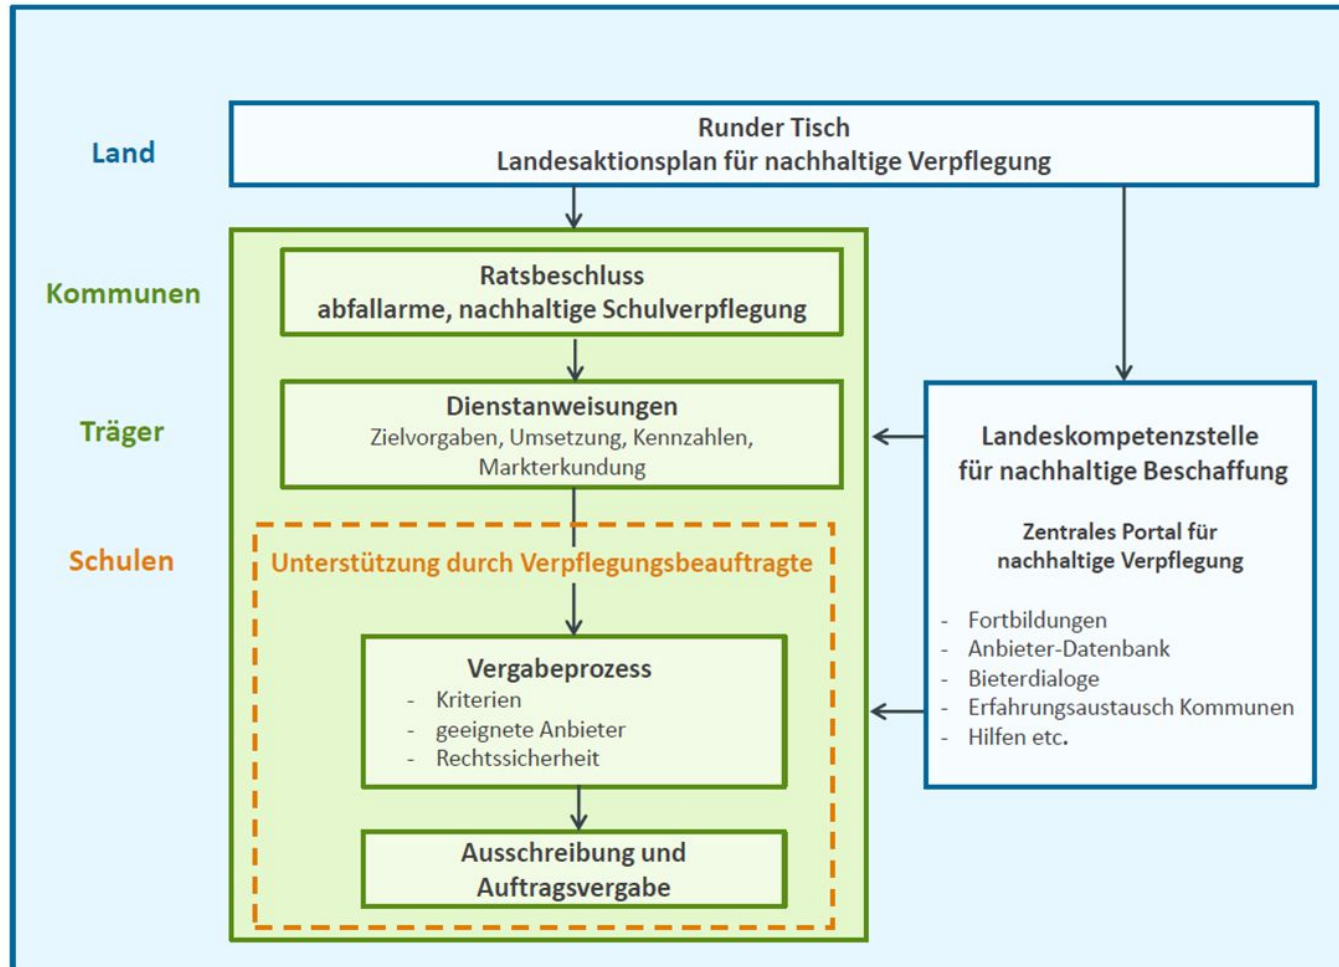 Land
Runder Tisch
Landesaktionsplan für nachhaltige Verpflegung
Kommunen
Ratsbeschluss
abfallarme, nachhaltige Schulverpflegung
Träger
Dienstanweisungen
Zielvorgaben, Umsetzung, Kennzahlen,
Markterkundung
Schulen
Unterstützung durch Verpflegungsbeauftragte
Vergabeprozess
- Kriterien
- geeignete Anbieter
- Rechtssicherheit
Ausschreibung und
Auftragsvergabe
Landeskompetenzstelle
für nachhaltige Beschaffung
Zentrales Portal für
nachhaltige Verpflegung
- Fortbildungen
- Anbieter-Datenbank
- Bieterdialoge
- Erfahrungsaustausch Kommunen
- Hilfen etc.